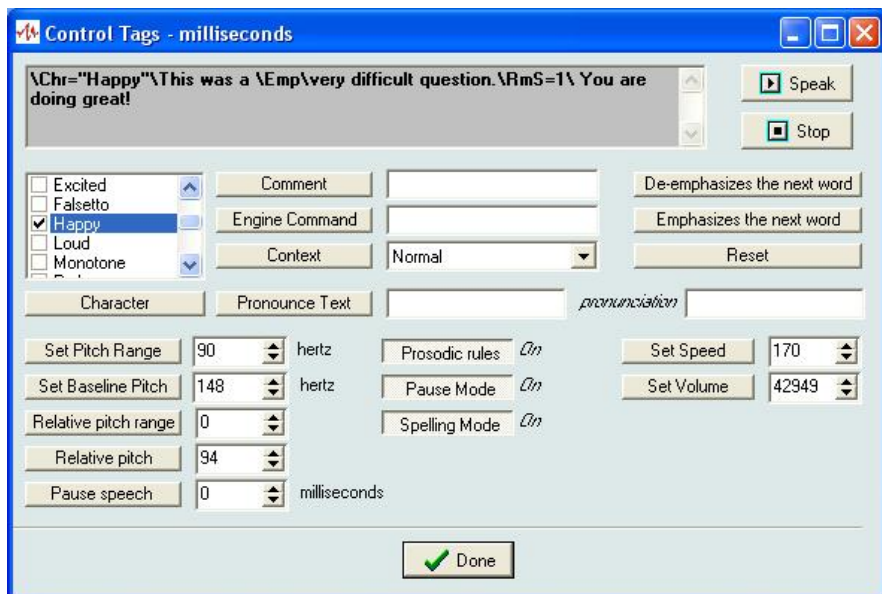 Control Tags - milliseconds
\Chr="Happy"\This was a \Emp\very difficult question.\RmS=1\ You are
doing great!
Speak
Stop
Excited
Falsetto
Happy
Loud
Monotone
Comment
Engine Command
Context
Normal
De-emphasizes the next word
Emphasizes the next word
Reset
Character
Pronounce Text
pronunciation
Set Pitch Range 90 hertz
Set Baseline Pitch 148 hertz
Relative pitch range 0
Relative pitch 94
Pause speech 0 milliseconds
Prosodic rules On
Pause Mode On
Spelling Mode On
Set Speed 170
Set Volume 42949
Done